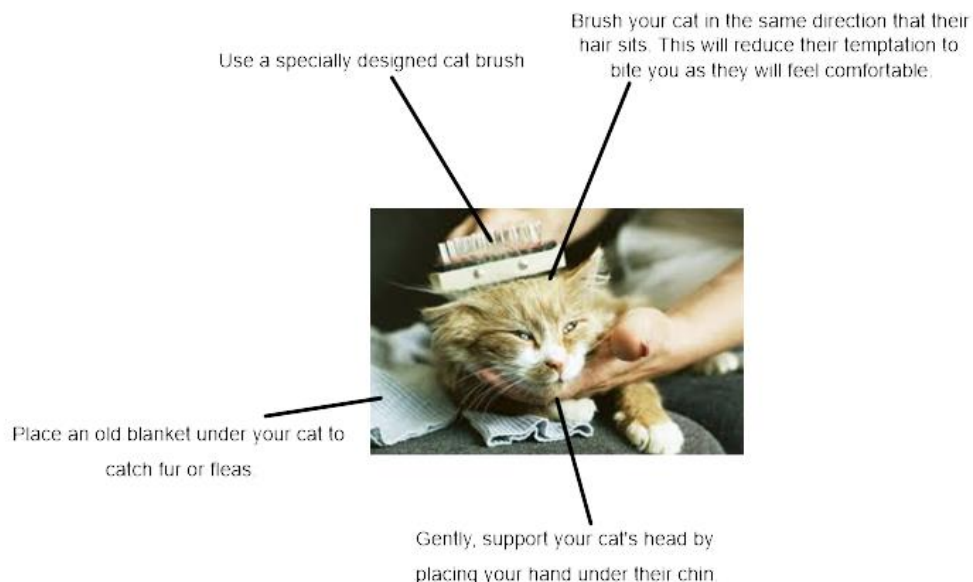 Use a specially designed cat brush
Brush your cat in the same direction that their
hair sits. This will reduce their temptation to
bite you as they will feel comfortable.
Place an old blanket under your cat to
catch fur or fleas
Gently, support your cat's head by
placing your hand under their chin